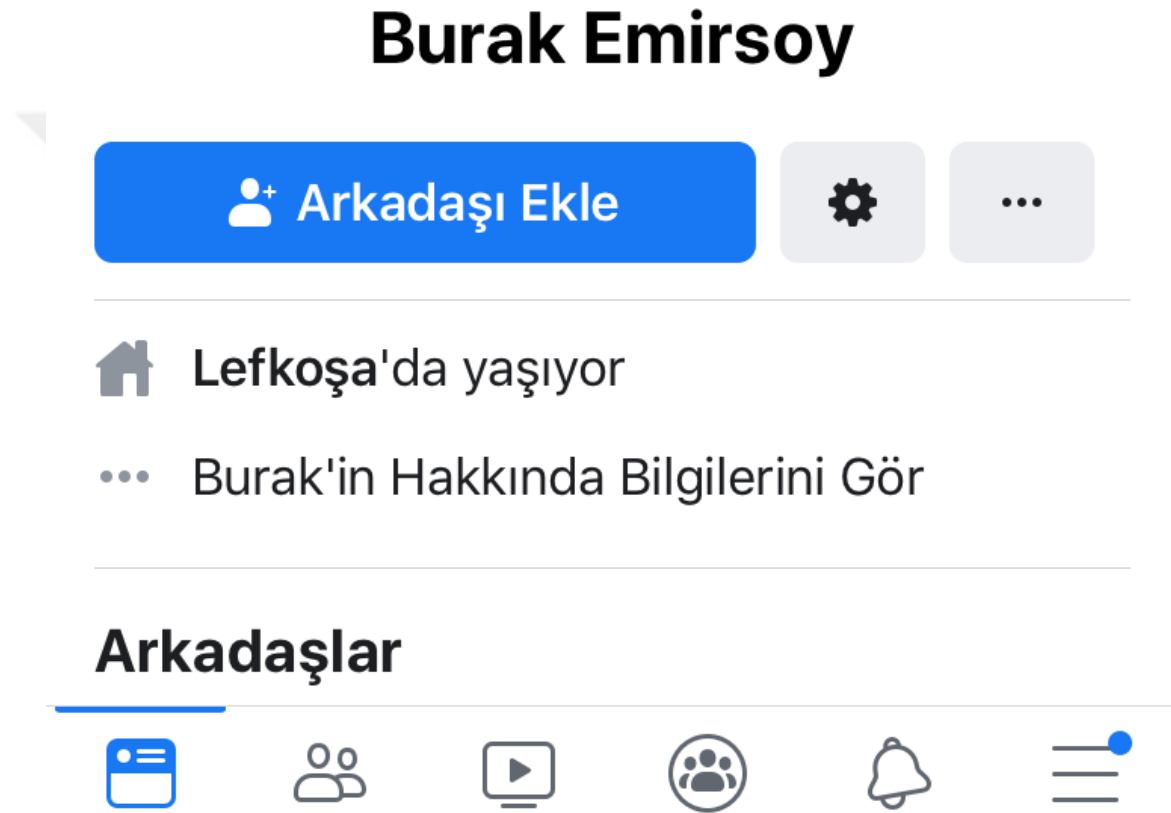 Burak Emirsoy
Arkadaşı Ekle
Lefkoşa'da yaşıyor
Burak'in Hakkında Bilgilerini Gör
Arkadaşlar